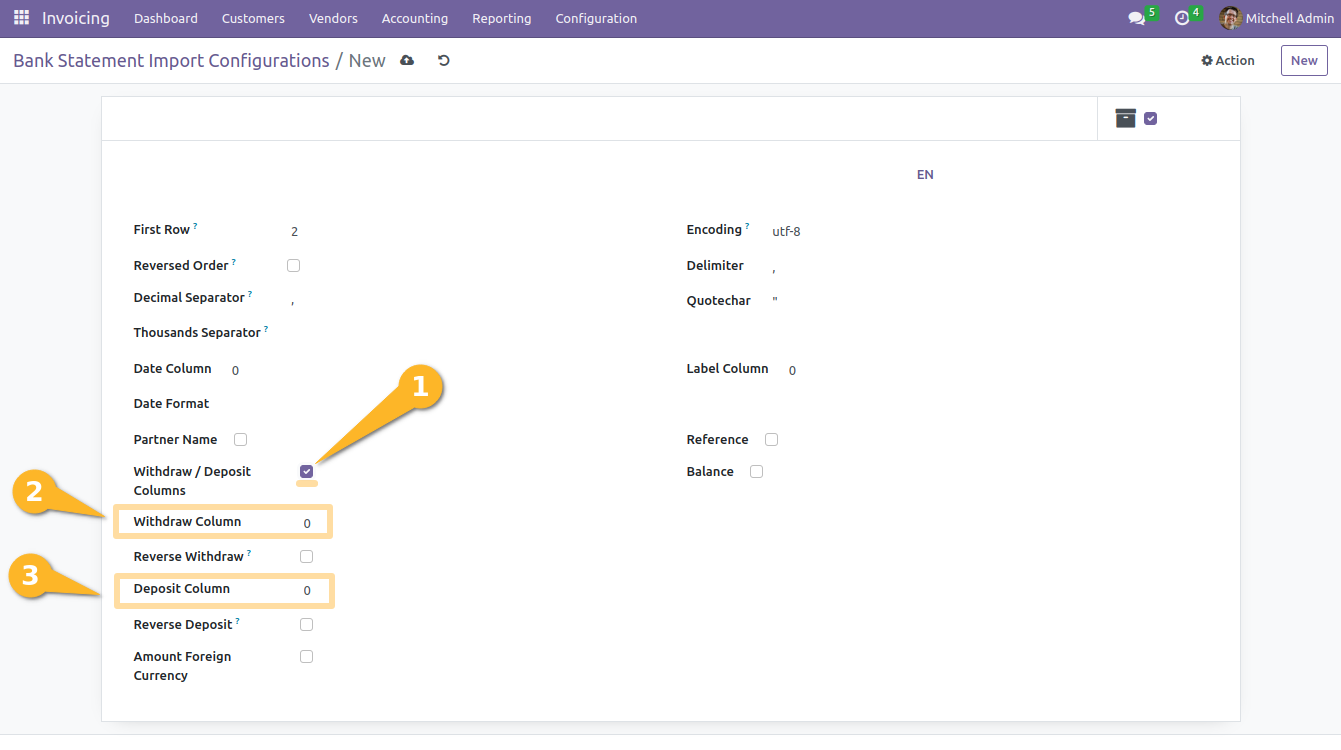 Invoicing Dashboard Customers Vendors Accounting Reporting Configuration 5 4 Mitchell Admin
Bank Statement Import Configurations / New Action New
EN
First Row ? 2 Encoding ? utf-8
Reversed Order ? Delimiter ,
Decimal Separator ? , Quotechar "
Thousands Separator ?
Date Column 0 Label Column 0
1
Date Format
Partner Name Reference
Withdraw / Deposit Balance
Columns
2
Withdraw Column 0
Reverse Withdraw ?
3
Deposit Column 0
Reverse Deposit ?
Amount Foreign
Currency